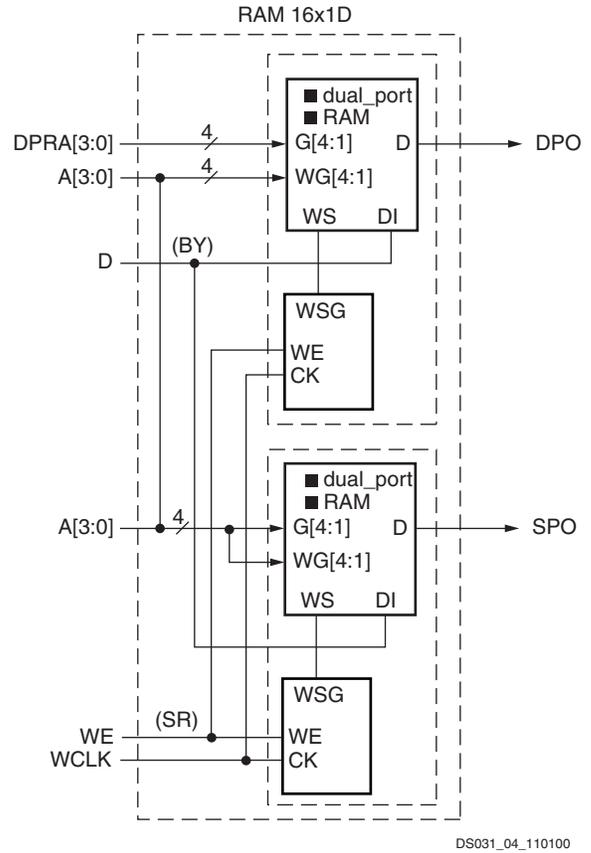 RAM 16x1D
dual_port
RAM
DPRA[3:0] 4 G[4:1] D DPO
A[3:0] 4 WG[4:1]
WS DI
D (BY)
WSG
WE
CK
dual_port
RAM
A[3:0] 4 G[4:1] D SPO
WG[4:1]
WS DI
WSG
WE (SR) WE
WCLK CK
DS031_04_110100